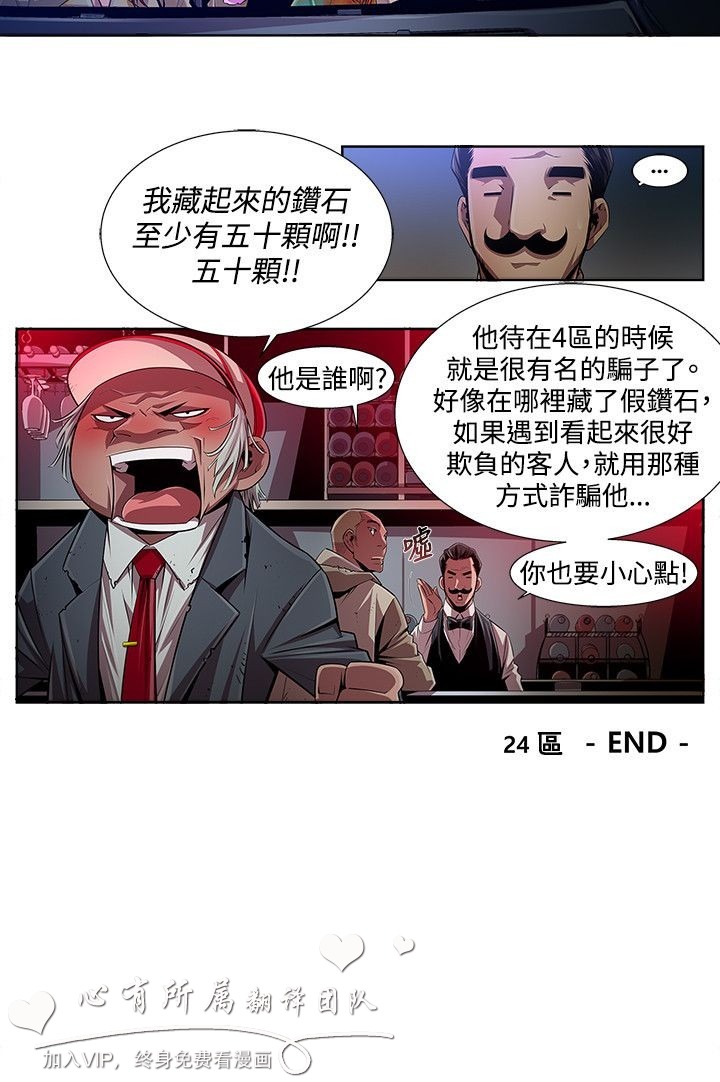 我藏起來的鑽石
至少有五十顆啊!!
五十顆!!
...
他是誰啊?
他待在4區的時候
就是很有名的騙子了。
好像在哪裡藏了假鑽石,
如果遇到看起來很好
欺負的客人,就用那種
方式詐騙他...
噓
你也要小心點!
24區 - END -
心有所属翻译团队
加入VIP，终身免费看漫画